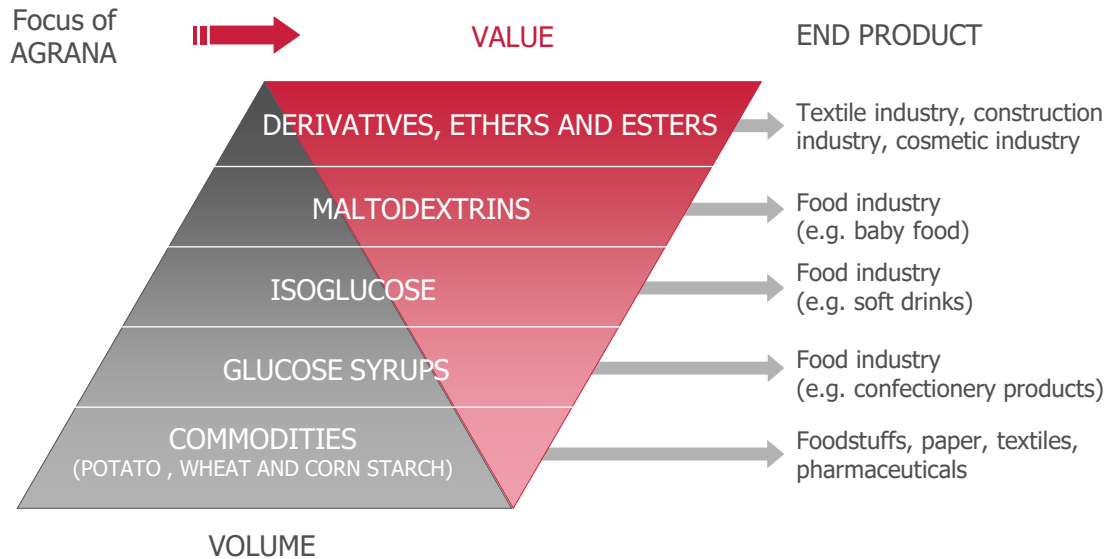 Focus of
AGRANA
VALUE
END PRODUCT
DERIVATIVES, ETHERS AND ESTERS
Textile industry, construction
industry, cosmetic industry
MALTODEXTRINS
Food industry
(e.g. baby food)
ISOGLUCOSE
Food industry
(e.g. soft drinks)
GLUCOSE SYRUPS
Food industry
(e.g. confectionery products)
COMMODITIES
(POTATO , WHEAT AND CORN STARCH)
Foodstuffs, paper, textiles,
pharmaceuticals
VOLUME